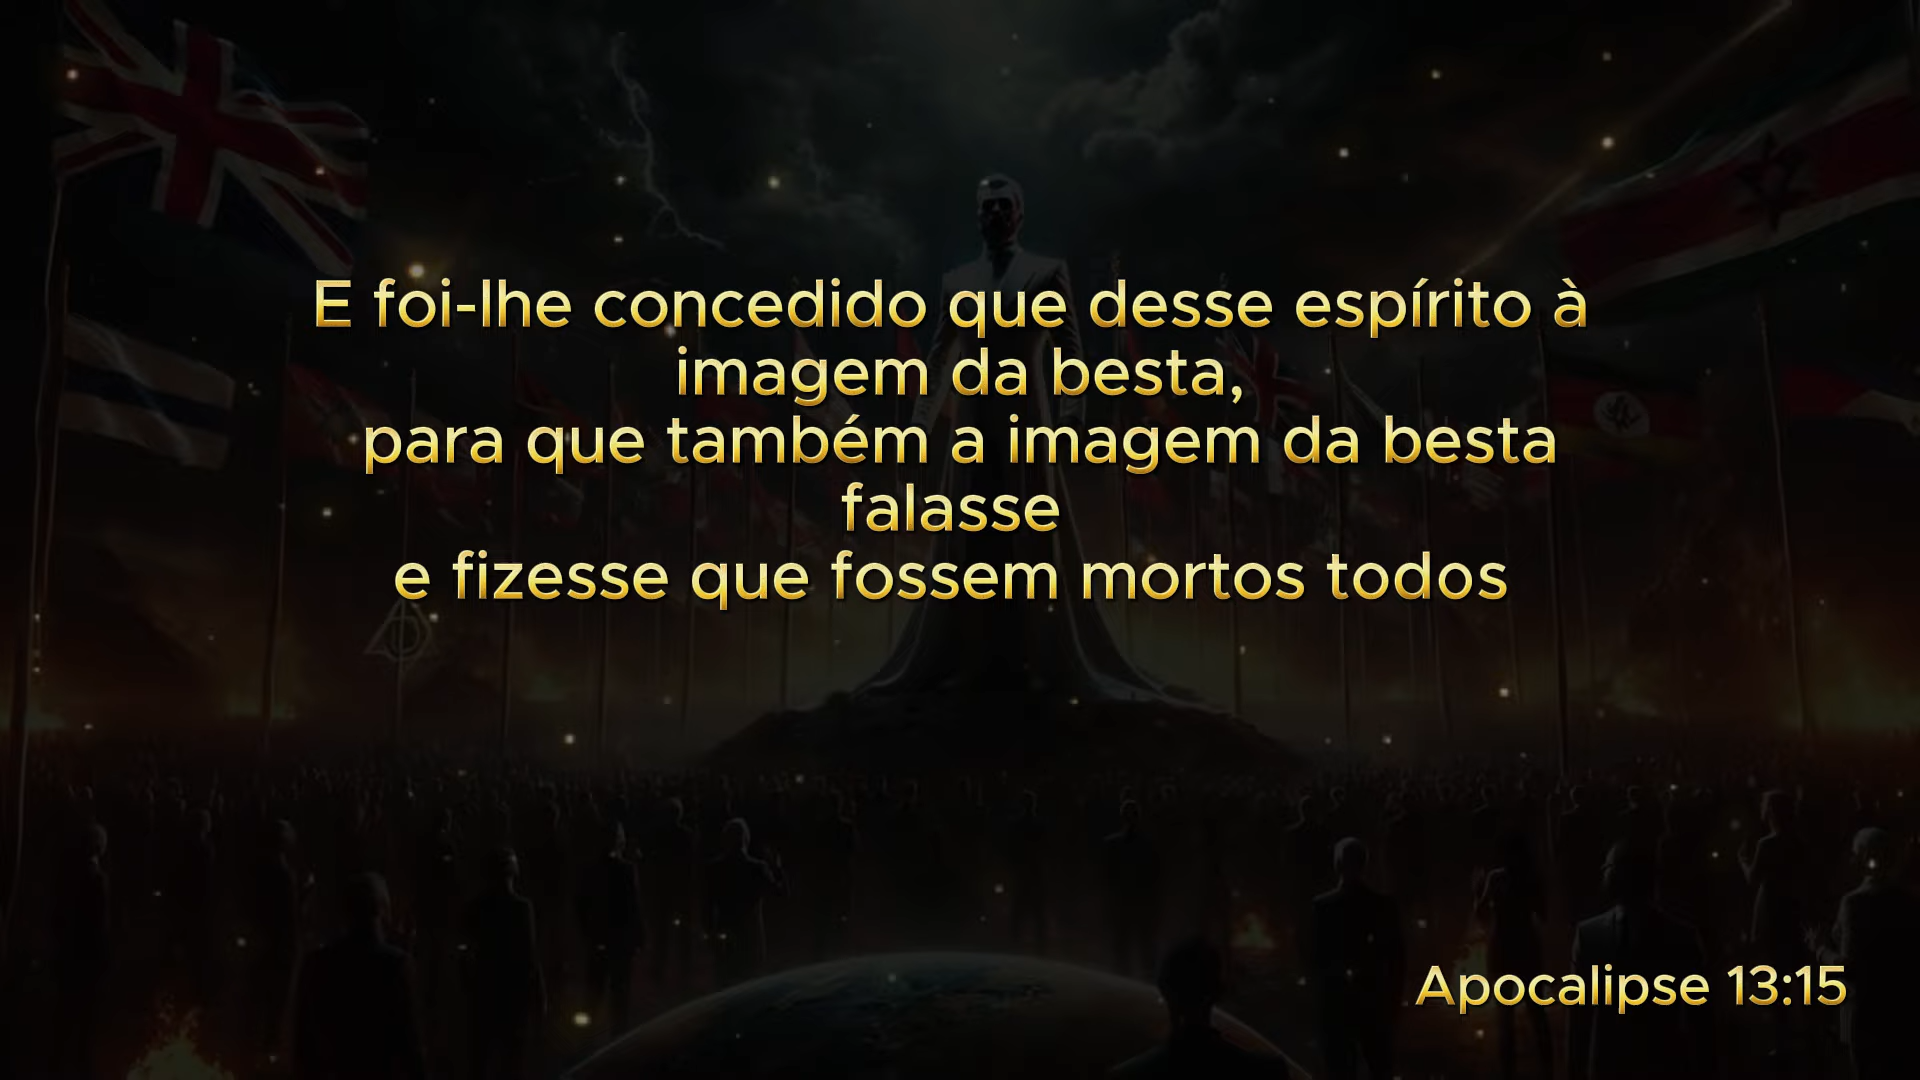 E foi-lhe concedido que desse espírito à
imagem da besta,
para que também a imagem da besta
falasse
e fizesse que fossem mortos todos
Apocalipse 13:15